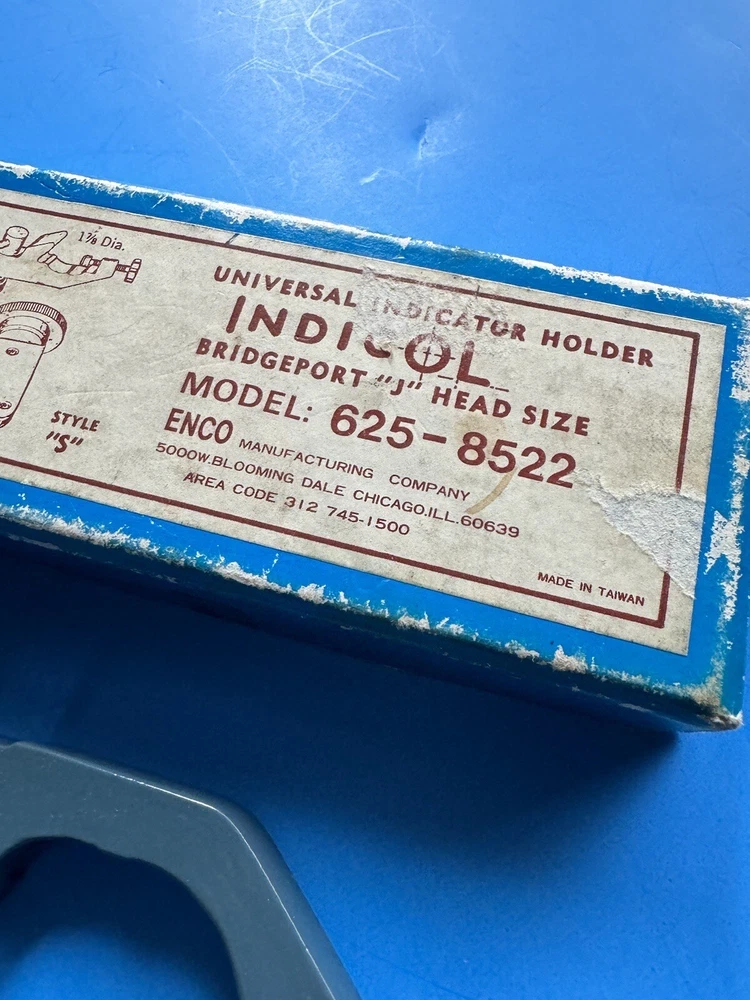 1⅞ Dia.
STYLE
"S"
UNIVERSAL INDICATOR HOLDER
INDICOL
BRIDGEPORT "J" HEAD SIZE
MODEL: 625-8522
ENCO MANUFACTURING COMPANY
5000W.BLOOMING DALE CHICAGO.ILL.60639
AREA CODE 312 745-1500
MADE IN TAIWAN